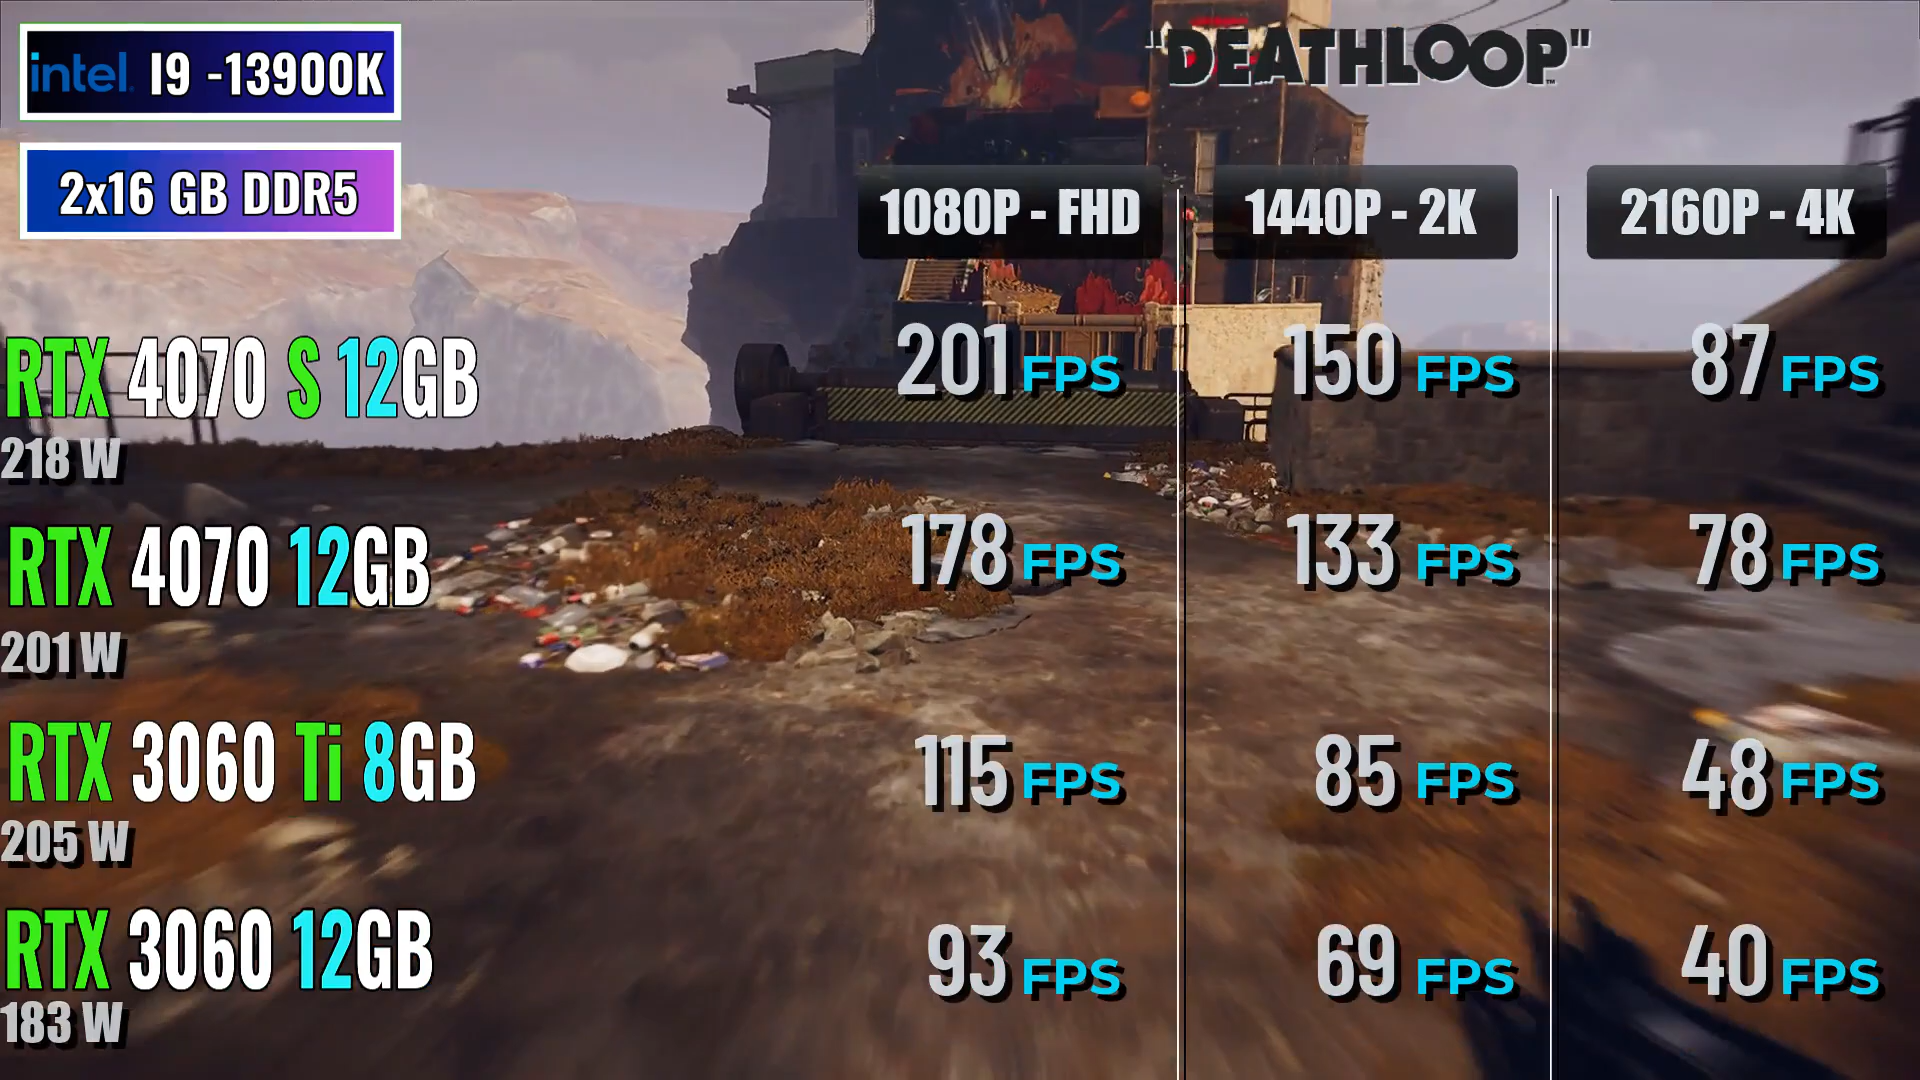 intel. I9 -13900K
"DEATHLOOP"™
2x16 GB DDR5
1080P - FHD 1440P - 2K 2160P - 4K
RTX 4070 S 12GB 201 FPS 150 FPS 87 FPS
218 W
RTX 4070 12GB 178 FPS 133 FPS 78 FPS
201 W
RTX 3060 Ti 8GB 115 FPS 85 FPS 48 FPS
205 W
RTX 3060 12GB 93 FPS 69 FPS 40 FPS
183 W